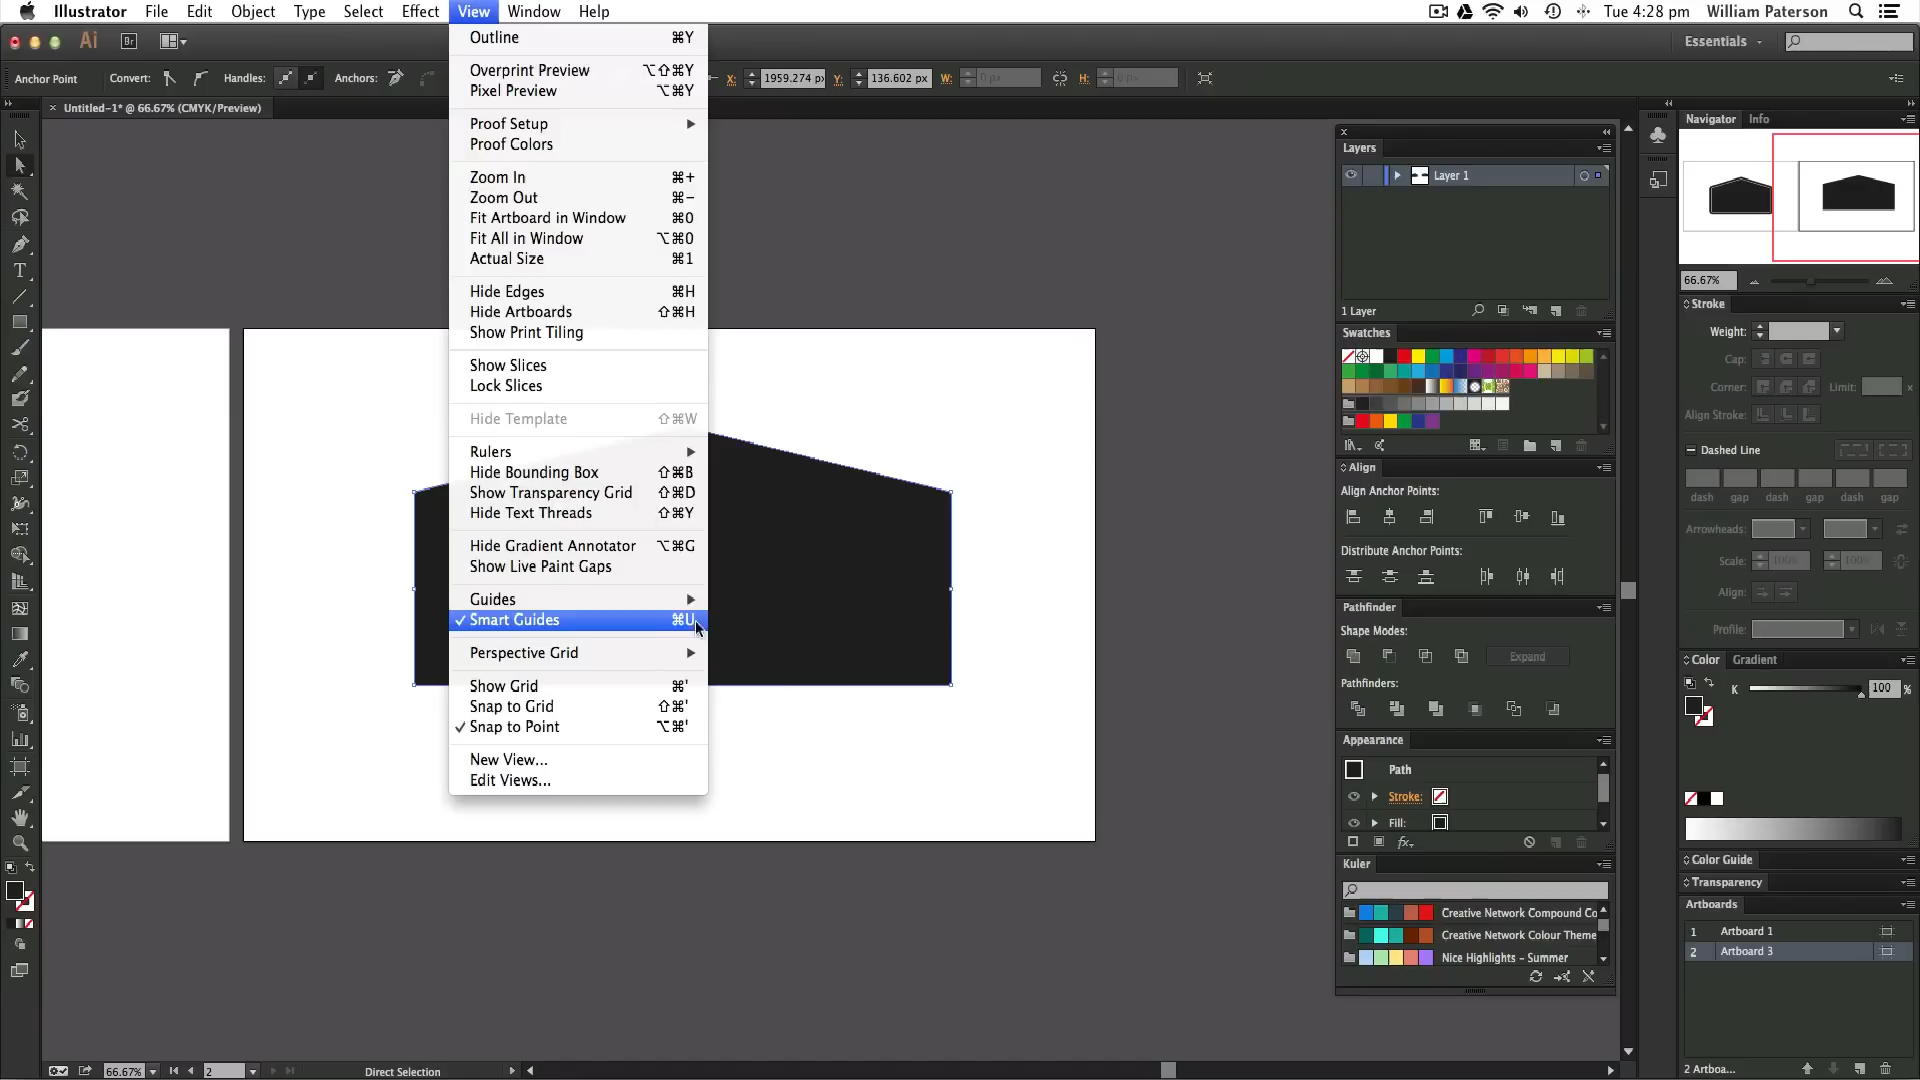 Illustrator File Edit Object Type Select Effect View Window Help Tue 4:28 pm William Paterson
Ai Br Essentials
Anchor Point Convert: Handles: Anchors: X: 1959.274 px Y: 136.602 px W: 0 px H: 0 px
× Untitled-1* @ 66.67% (CMYK/Preview)
Outline ⌘Y
Overprint Preview ⌥⇧⌘Y
Pixel Preview ⌥⌘Y
Proof Setup
Proof Colors
Zoom In ⌘+
Zoom Out ⌘−
Fit Artboard in Window ⌘0
Fit All in Window ⌥⌘0
Actual Size ⌘1
Hide Edges ⌘H
Hide Artboards ⇧⌘H
Show Print Tiling
Show Slices
Lock Slices
Hide Template ⇧⌘W
Rulers
Hide Bounding Box ⇧⌘B
Show Transparency Grid ⇧⌘D
Hide Text Threads ⇧⌘Y
Hide Gradient Annotator ⌥⌘G
Show Live Paint Gaps
Guides
✓ Smart Guides ⌘U
Perspective Grid
Show Grid ⌘'
Snap to Grid ⇧⌘'
✓ Snap to Point ⌥⌘'
New View...
Edit Views...
Layers
Layer 1
1 Layer
Swatches
Align
Align Anchor Points:
Distribute Anchor Points:
Pathfinder
Shape Modes:
Expand
Pathfinders:
Appearance
Path
Stroke:
Fill:
fx
Kuler
Creative Network Compound Co
Creative Network Colour Theme
Nice Highlights - Summer
Navigator Info
66.67%
Stroke
Weight:
Cap:
Corner: Limit: x
Align Stroke:
Dashed Line
dash gap dash gap dash gap
Arrowheads:
Scale: 100% 100%
Align:
Profile:
Color Gradient
K 100 %
Color Guide
Transparency
Artboards
1 Artboard 1
2 Artboard 3
2 Artboa...
66.67% 2 Direct Selection